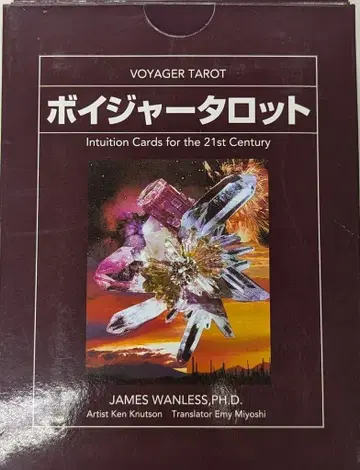 VOYAGER TAROT
ボイジャータロット
Intuition Cards for the 21st Century
JAMES WANLESS,PH.D.
Artist Ken Knutson Translator Emy Miyoshi